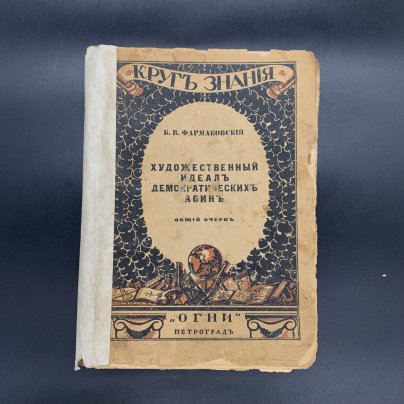 КРУГЪ ЗНАНІЯ
Б. В. ФАРМАКОВСКІЙ
ХУДОЖЕСТВЕННЫЙ
ИДЕАЛЪ
ДЕМОКРАТИЧЕСКИХЪ
АѲИНЪ
ОБЩІЙ ОЧЕРКЪ
„ОГНИ"
ПЕТРОГРАДЪ